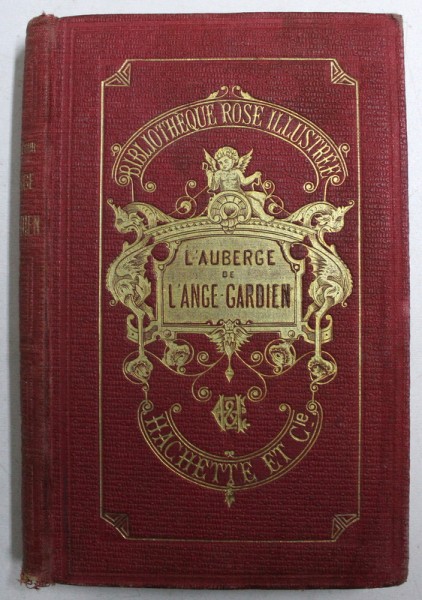 BIBLIOTHÈQUE ROSE ILLUSTRÉE
L'AUBERGE
DE
L'ANGE-GARDIEN
HACHETTE ET Cie.